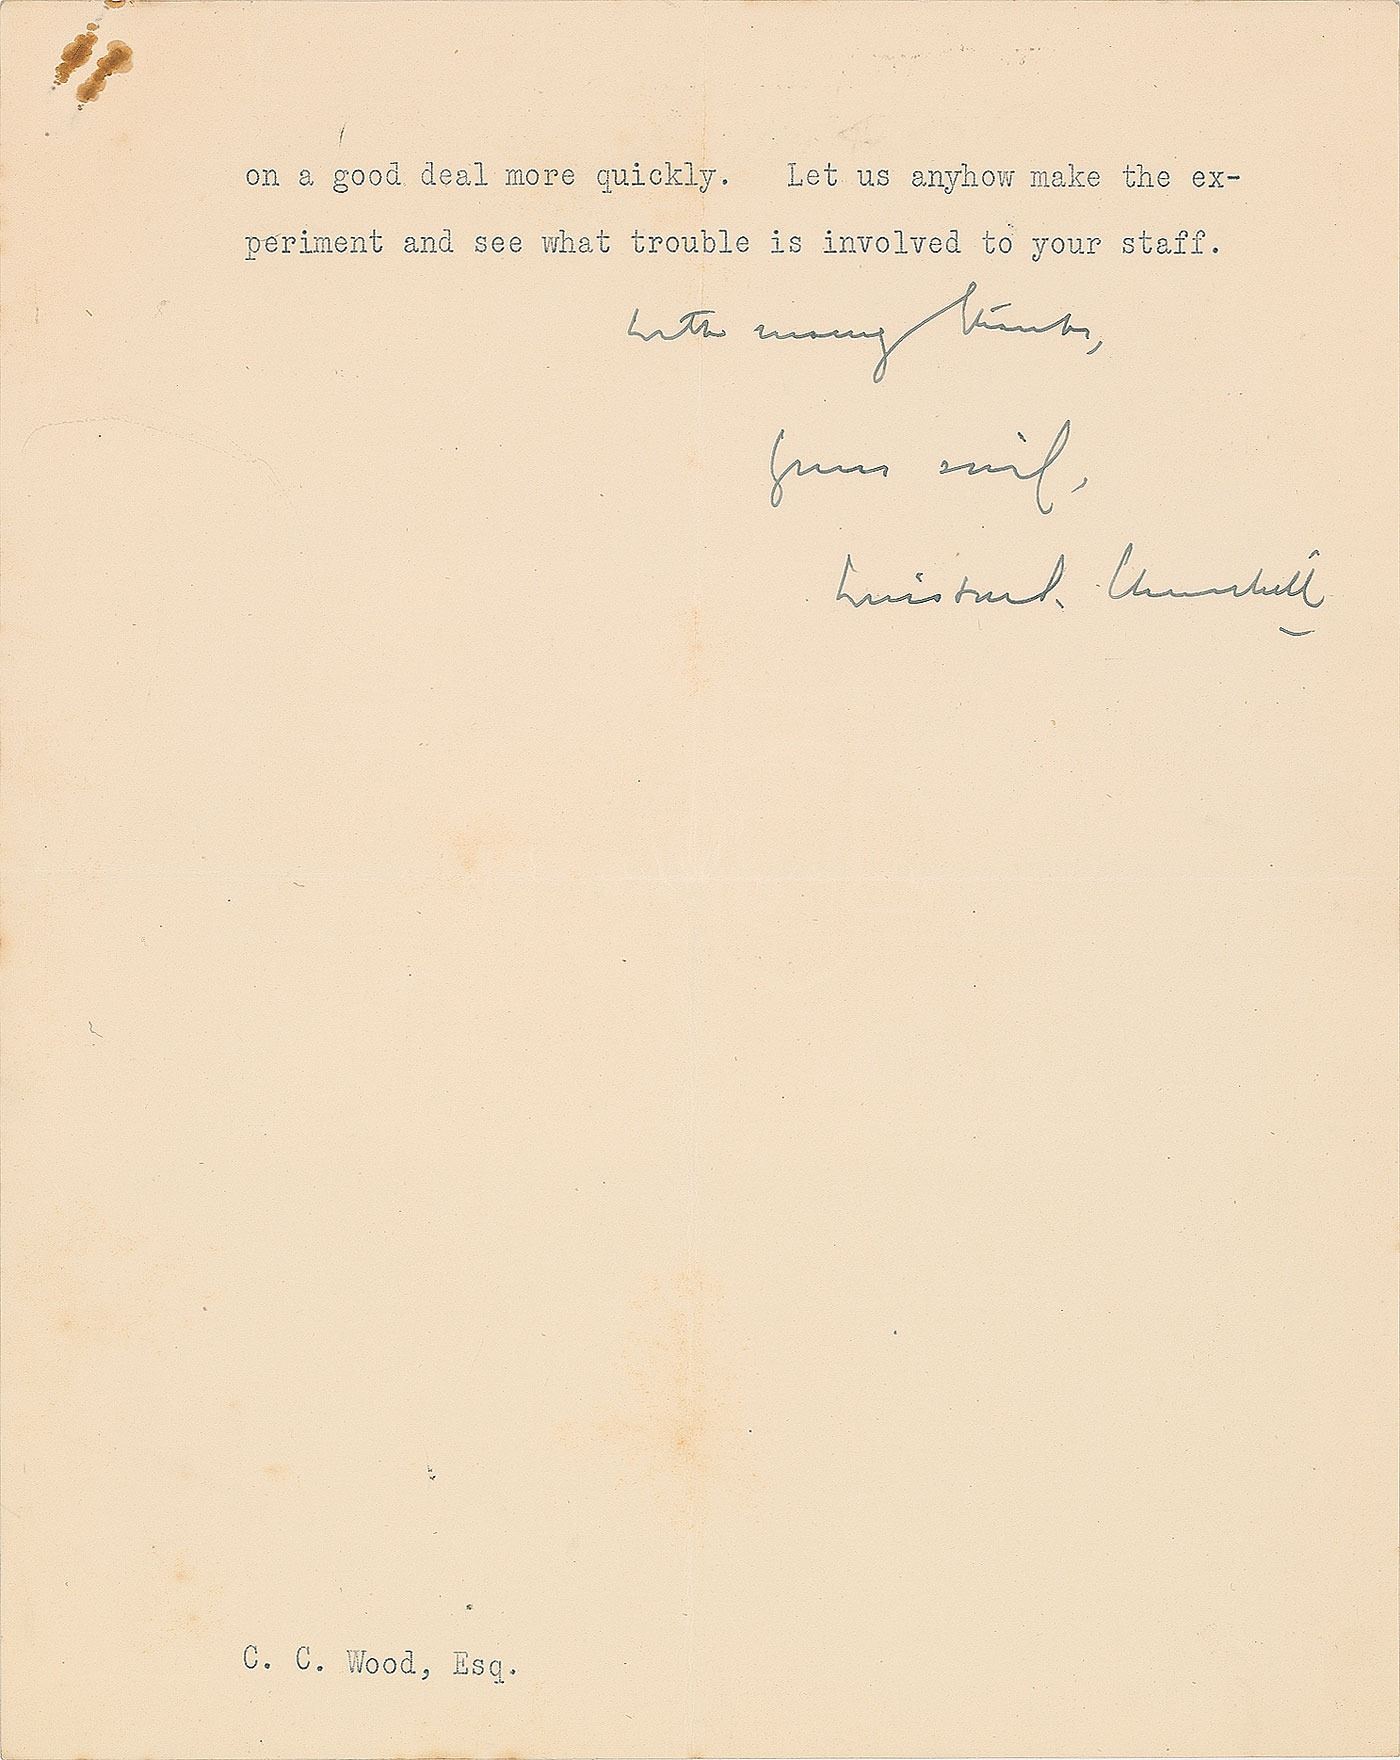 on a good deal more quickly. Let us anyhow make the ex-
periment and see what trouble is involved to your staff.
With many thanks,
Yours sinc,
Winston S. Churchill
C. C. Wood, Esq.